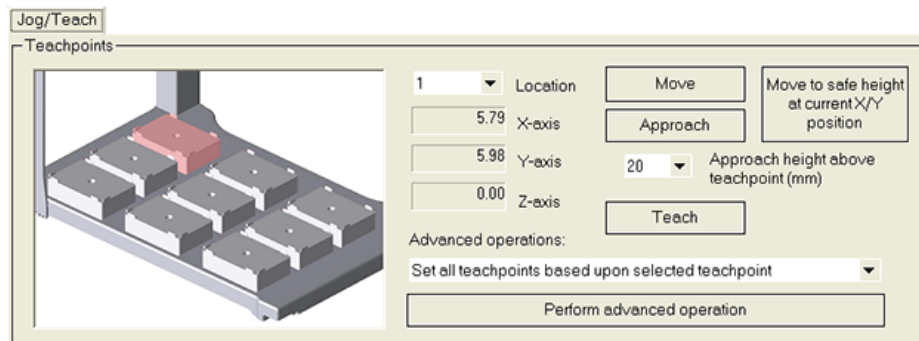 Jog/Teach
Teachpoints
1
Location
Move
Move to safe height
at current X/Y
position
5.79
X-axis
Approach
5.98
Y-axis
20
Approach height above
teachpoint (mm)
0.00
Z-axis
Teach
Advanced operations:
Set all teachpoints based upon selected teachpoint
Perform advanced operation